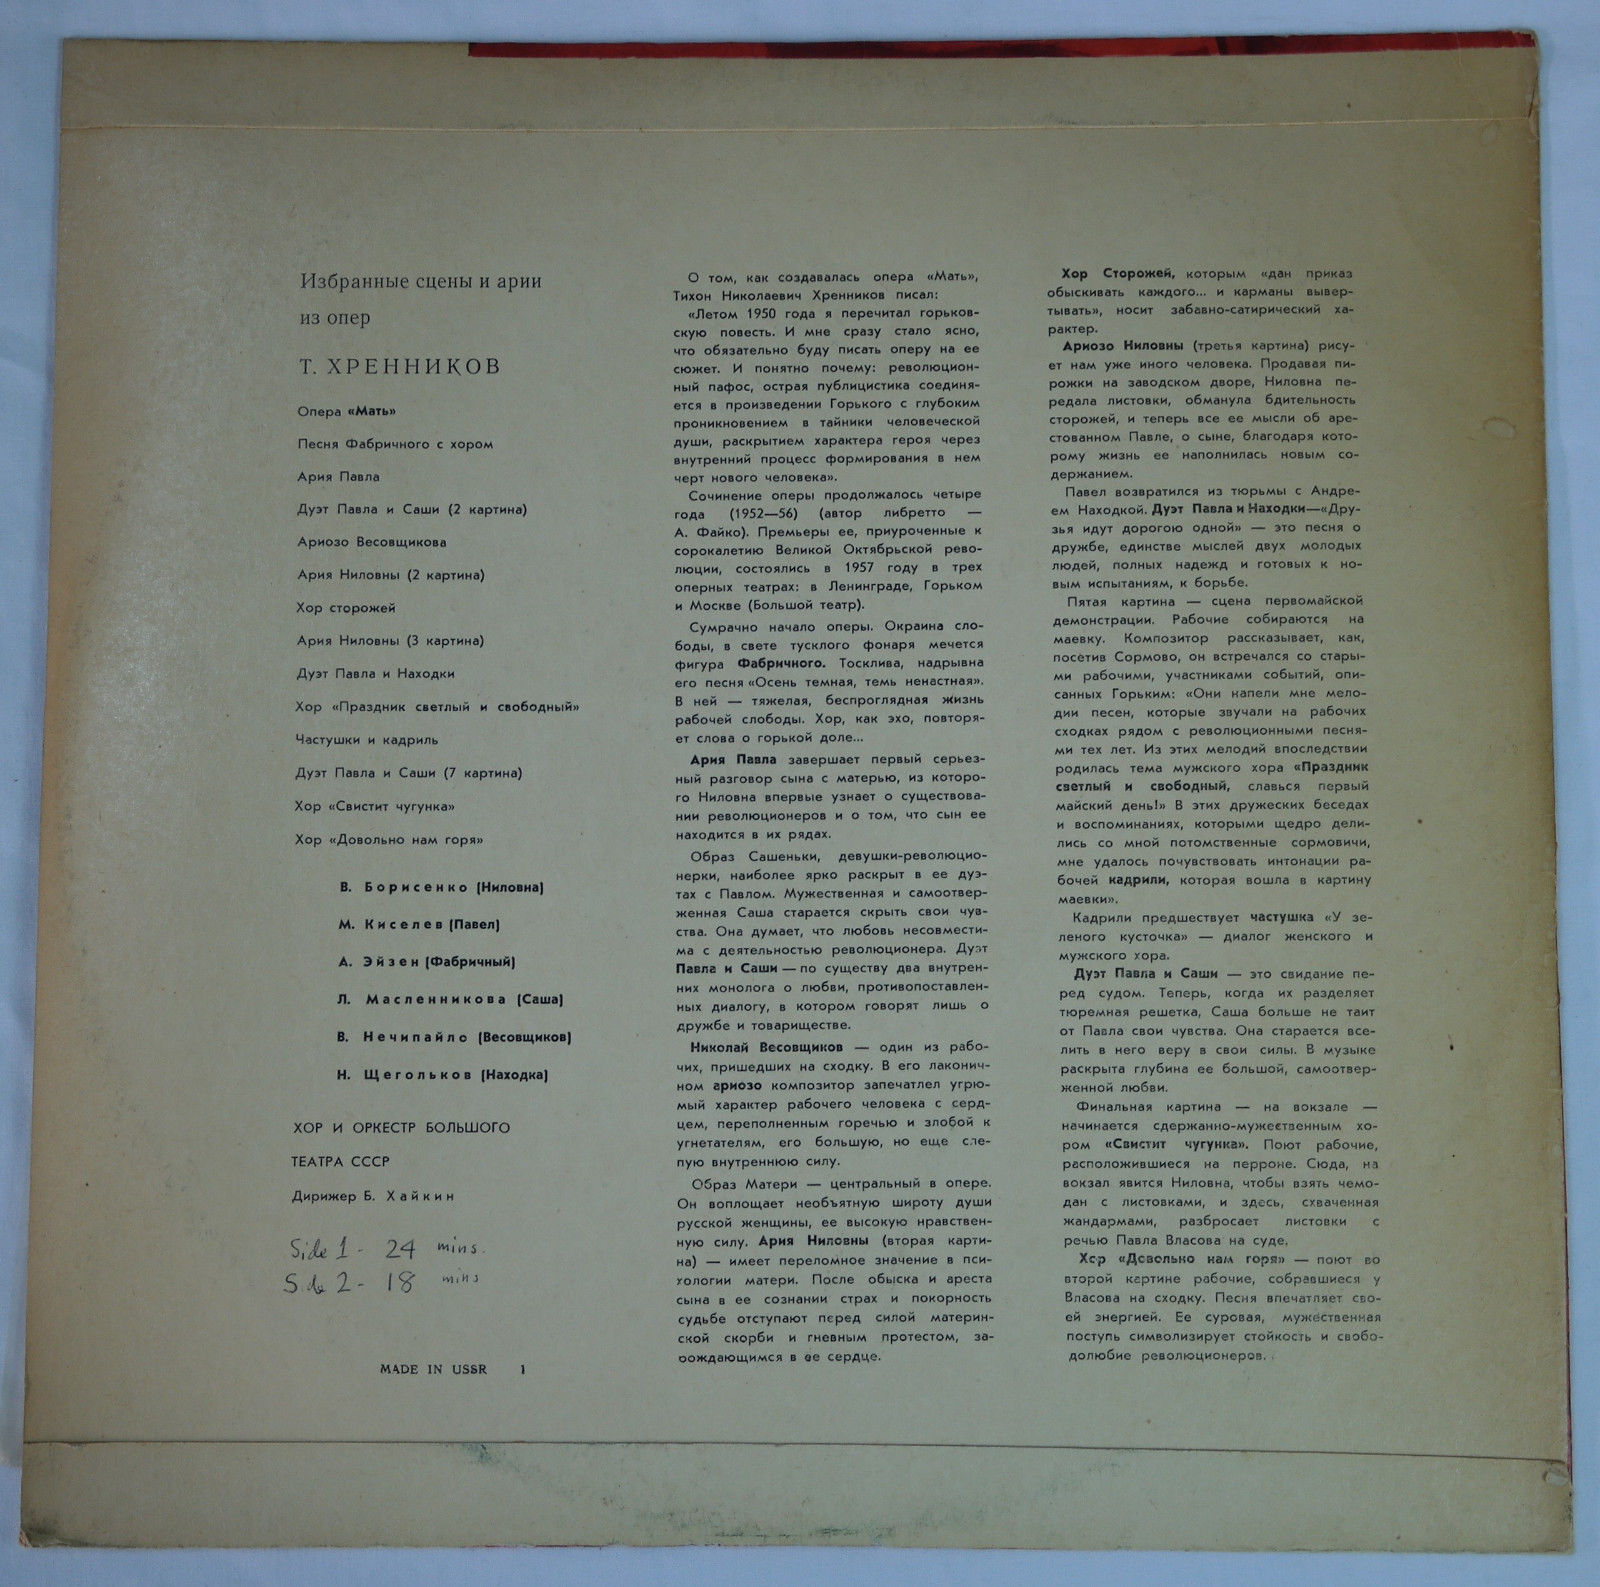 Избранные сцены и арии
из опер
Т. ХРЕННИКОВ
Опера «Мать»
Песня Фабричного с хором
Ария Павла
Дуэт Павла и Саши (2 картина)
Ариозо Весовщикова
Ария Ниловны (2 картина)
Хор сторожей
Ария Ниловны (3 картина)
Дуэт Павла и Находки
Хор «Праздник светлый и свободный»
Частушки и кадриль
Дуэт Павла и Саши (7 картина)
Хор «Свистит чугунка»
Хор «Довольно нам горя»
В. Борисенко (Ниловна)
М. Киселев (Павел)
А. Эйзен (Фабричный)
Л. Масленникова (Саша)
В. Нечипайло (Весовщиков)
Н. Щегольков (Находка)
ХОР И ОРКЕСТР БОЛЬШОГО
ТЕАТРА СССР
Дирижер Б. Хайкин
Side 1 - 24 mins.
Side 2 - 18 mins
MADE IN USSR 1
О том, как создавалась опера «Мать»,
Тихон Николаевич Хренников писал:
«Летом 1950 года я перечитал горьков-
скую повесть. И мне сразу стало ясно,
что обязательно буду писать оперу на ее
сюжет. И понятно почему: революцион-
ный пафос, острая публицистика соединя-
ется в произведении Горького с глубоким
проникновением в тайники человеческой
души, раскрытием характера героя через
внутренний процесс формирования в нем
черт нового человека».
Сочинение оперы продолжалось четыре
года (1952—56) (автор либретто —
А. Файко). Премьеры ее, приуроченные к
сорокалетию Великой Октябрьской рево-
люции, состоялись в 1957 году в трех
оперных театрах: в Ленинграде, Горьком
и Москве (Большой театр).
Сумрачно начало оперы. Окраина сло-
боды, в свете тусклого фонаря мечется
фигура Фабричного. Тосклива, надрывна
его песня «Осень темная, темь ненастная».
В ней — тяжелая, беспроглядная жизнь
рабочей слободы. Хор, как эхо, повторя-
ет слова о горькой доле...
Ария Павла завершает первый серьез-
ный разговор сына с матерью, из которо-
го Ниловна впервые узнает о существова-
нии революционеров и о том, что сын ее
находится в их рядах.
Образ Сашеньки, девушки-революцио-
нерки, наиболее ярко раскрыт в ее дуэ-
тах с Павлом. Мужественная и самоотвер-
женная Саша старается скрыть свои чув-
ства. Она думает, что любовь несовмести-
ма с деятельностью революционера. Дуэт
Павла и Саши — по существу два внутрен-
них монолога о любви, противопоставлен-
ных диалогу, в котором говорят лишь о
дружбе и товариществе.
Николай Весовщиков — один из рабо-
чих, пришедших на сходку. В его лаконич-
ном ариозо композитор запечатлел угрю-
мый характер рабочего человека с серд-
цем, переполненным горечью и злобой к
угнетателям, его большую, но еще сле-
пую внутреннюю силу.
Образ Матери — центральный в опере.
Он воплощает необъятную широту души
русской женщины, ее высокую нравствен-
ную силу. Ария Ниловны (вторая карти-
на) — имеет переломное значение в пси-
хологии матери. После обыска и ареста
сына в ее сознании страх и покорность
судьбе отступают перед силой материн-
ской скорби и гневным протестом, за-
рождающимся в ее сердце.
Хор Сторожей, которым «дан приказ
обыскивать каждого... и карманы вывер-
тывать», носит забавно-сатирический ха-
рактер.
Ариозо Ниловны (третья картина) рису-
ет нам уже иного человека. Продавая пи-
рожки на заводском дворе, Ниловна пе-
редала листовки, обманула бдительность
сторожей, и теперь все ее мысли об аре-
стованном Павле, о сыне, благодаря кото-
рому жизнь ее наполнилась новым со-
держанием.
Павел возвратился из тюрьмы с Андре-
ем Находкой. Дуэт Павла и Находки—«Дру-
зья идут дорогою одной» — это песня о
дружбе, единстве мыслей двух молодых
людей, полных надежд и готовых к но-
вым испытаниям, к борьбе.
Пятая картина — сцена первомайской
демонстрации. Рабочие собираются на
маевку. Композитор рассказывает, как,
посетив Сормово, он встречался со стары-
ми рабочими, участниками событий, опи-
санных Горьким: «Они напели мне мело-
дии песен, которые звучали на рабочих
сходках рядом с революционными песня-
ми тех лет. Из этих мелодий впоследствии
родилась тема мужского хора «Праздник
светлый и свободный, славься первый
майский день!» В этих дружеских беседах
и воспоминаниях, которыми щедро дели-
лись со мной потомственные сормовичи,
мне удалось почувствовать интонации ра-
бочей кадрили, которая вошла в картину
маевки».
Кадрили предшествует частушка «У зе-
леного кусточка» — диалог женского и
мужского хора.
Дуэт Павла и Саши — это свидание пе-
ред судом. Теперь, когда их разделяет
тюремная решетка, Саша больше не таит
от Павла свои чувства. Она старается все-
лить в него веру в свои силы. В музыке
раскрыта глубина ее большой, самоотвер-
женной любви.
Финальная картина — на вокзале —
начинается сдержанно-мужественным хо-
ром «Свистит чугунка». Поют рабочие,
расположившиеся на перроне. Сюда, на
вокзал явится Ниловна, чтобы взять чемо-
дан с листовками, и здесь, схваченная
жандармами, разбросает листовки с
речью Павла Власова на суде.
Хор «Довольно нам горя» — поют во
второй картине рабочие, собравшиеся у
Власова на сходку. Песня впечатляет сво-
ей энергией. Ее суровая, мужественная
поступь символизирует стойкость и свобо-
долюбие революционеров.